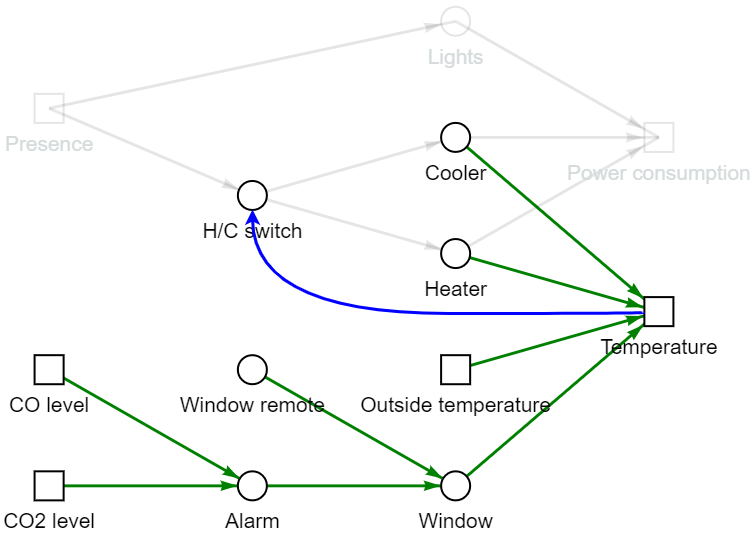 Lights
Presence
Cooler
Power consumption
H/C switch
Heater
Temperature
CO level
Window remote
Outside temperature
CO2 level
Alarm
Window